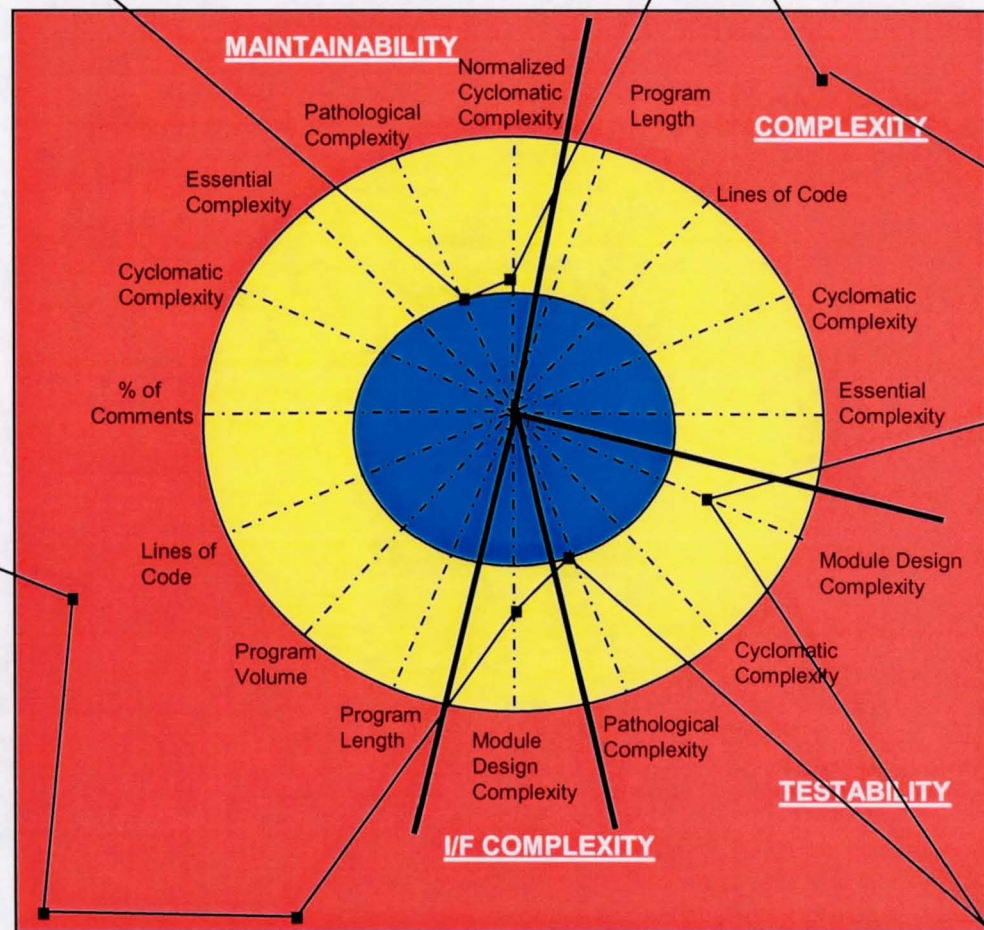 MAINTAINABILITY
Normalized
Cyclomatic
Complexity
Program
Length
COMPLEXITY
Pathological
Complexity
Essential
Complexity
Lines of Code
Cyclomatic
Complexity
Cyclomatic
Complexity
% of
Comments
Essential
Complexity
Lines of
Code
Module Design
Complexity
Program
Volume
Cyclomatic
Complexity
Program
Length
Module
Design
Complexity
Pathological
Complexity
TESTABILITY
I/F COMPLEXITY